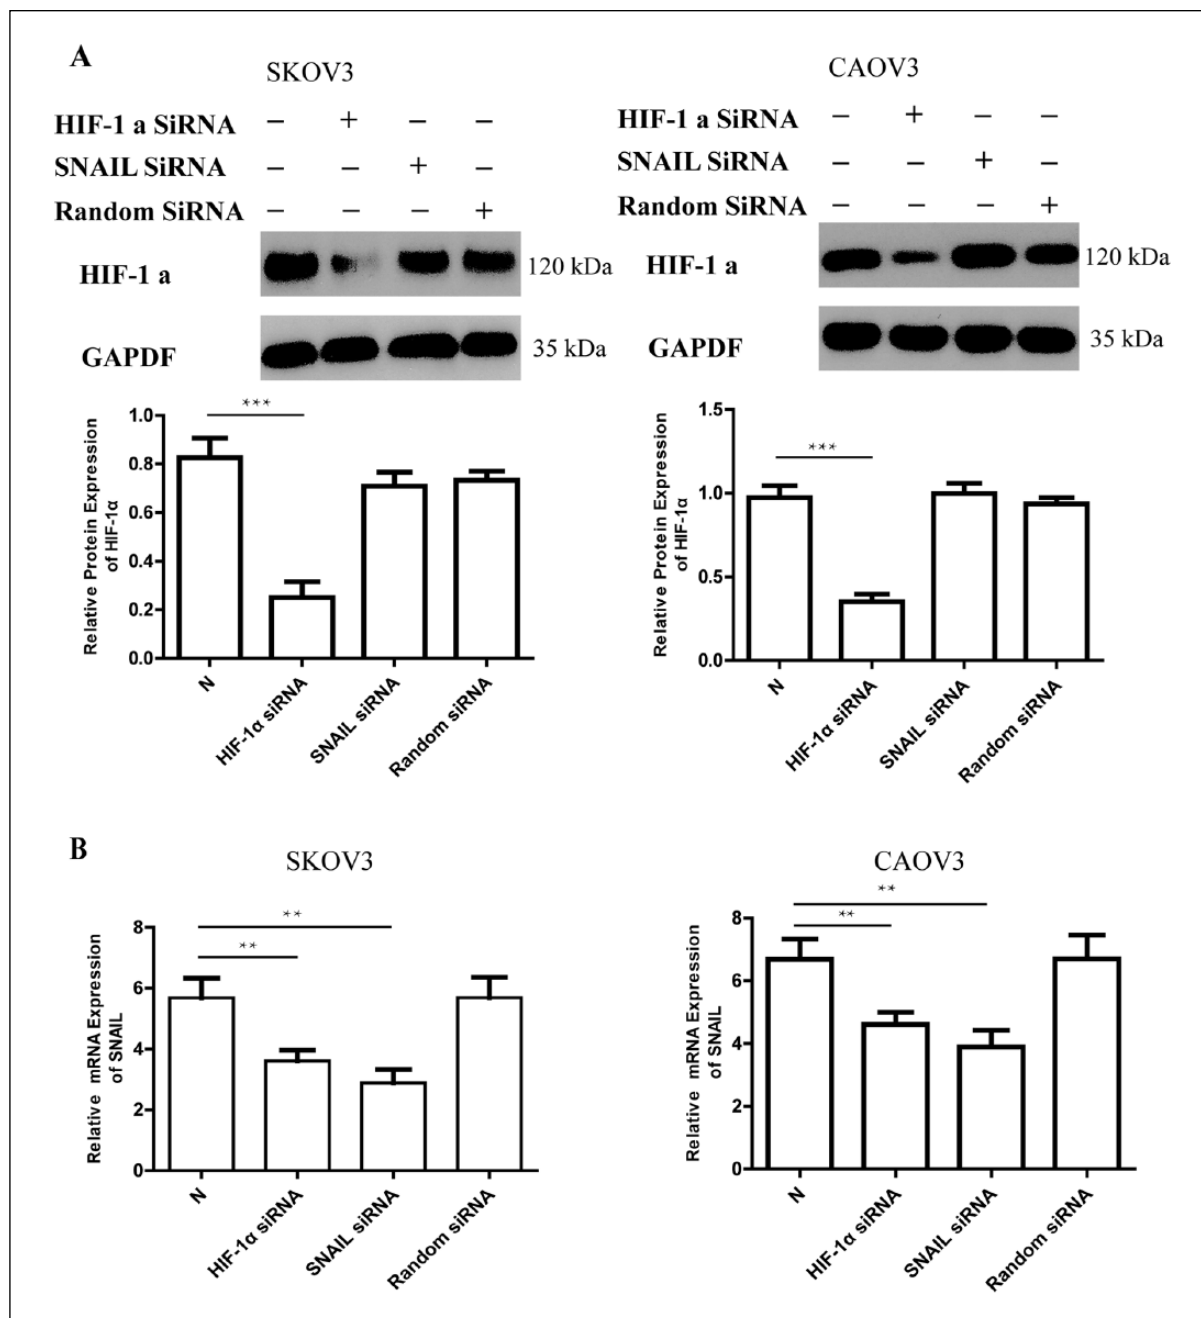 A
SKOV3
HIF-1 a SiRNA – + – –
SNAIL SiRNA – – + –
Random SiRNA – – – +
HIF-1 a 120 kDa
GAPDF 35 kDa
Relative Protein Expression
of HIF-1α
1.0
0.8
0.6
0.4
0.2
0.0
***
N
HIF-1α siRNA
SNAIL siRNA
Random siRNA
CAOV3
HIF-1 a SiRNA – + – –
SNAIL SiRNA – – + –
Random SiRNA – – – +
HIF-1 a 120 kDa
GAPDF 35 kDa
Relative Protein Expression
of HIF-1α
1.5
1.0
0.5
0.0
***
N
HIF-1α siRNA
SNAIL siRNA
Random siRNA
B
SKOV3
Relative mRNA Expression
of SNAIL
8
6
4
2
0
**
**
N
HIF-1α siRNA
SNAIL siRNA
Random siRNA
CAOV3
Relative mRNA Expression
of SNAIL
8
6
4
2
0
**
**
N
HIF-1α siRNA
SNAIL siRNA
Random siRNA